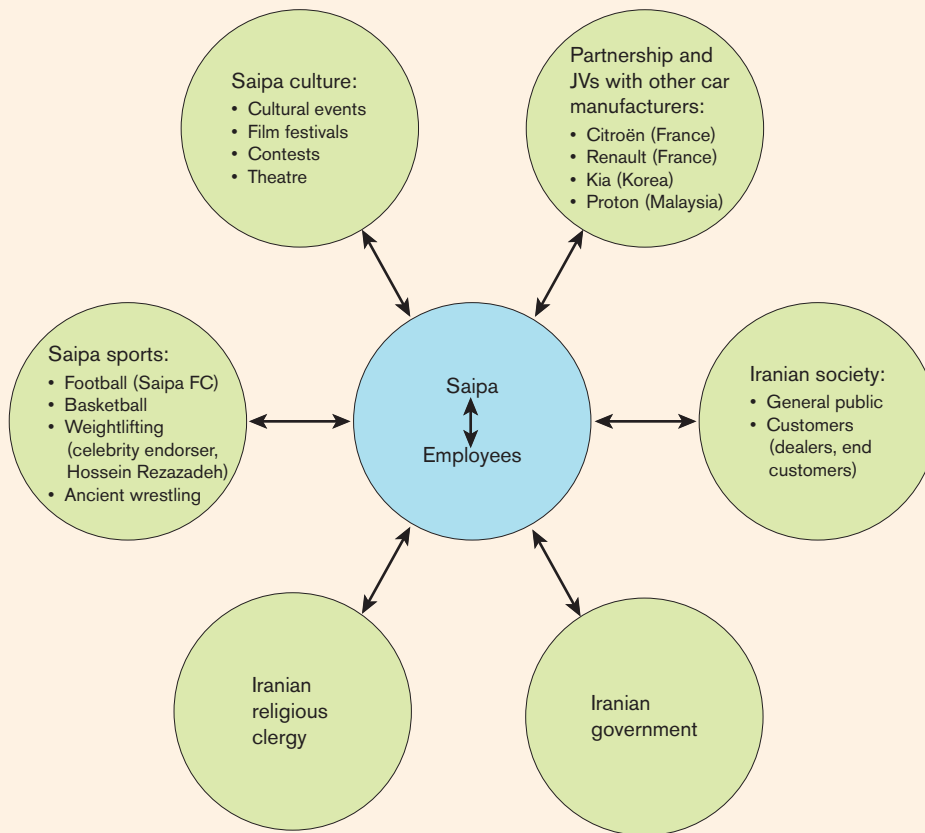 Saipa culture:
• Cultural events
• Film festivals
• Contests
• Theatre
Partnership and
JVs with other car
manufacturers:
• Citroën (France)
• Renault (France)
• Kia (Korea)
• Proton (Malaysia)
Saipa sports:
• Football (Saipa FC)
• Basketball
• Weightlifting
(celebrity endorser,
Hossein Rezazadeh)
• Ancient wrestling
Saipa
Employees
Iranian society:
• General public
• Customers
(dealers, end
customers)
Iranian
religious
clergy
Iranian
government